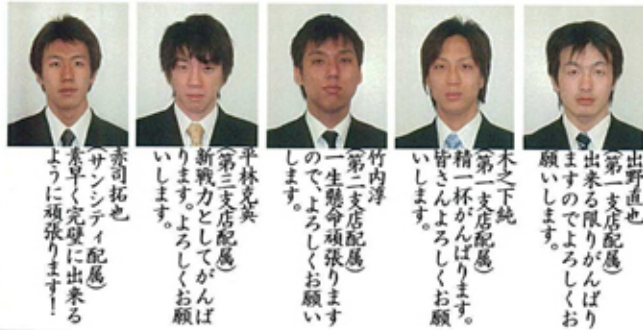 出野直也
(第一支店配属)
出来る限りがんばり
ますのでよろしくお
願いします。
木之下純
(第一支店配属)
精一杯がんばります。
皆さんよろしくお願
いします。
竹内淳
(第二支店配属)
一生懸命頑張ります
ので、よろしくお願い
します。
平林克英
(第三支店配属)
新戦力としてがんば
ります。よろしくお願
いします。
赤司拓也
(サンシティ配属)
素早く完璧に出来る
ように頑張ります!